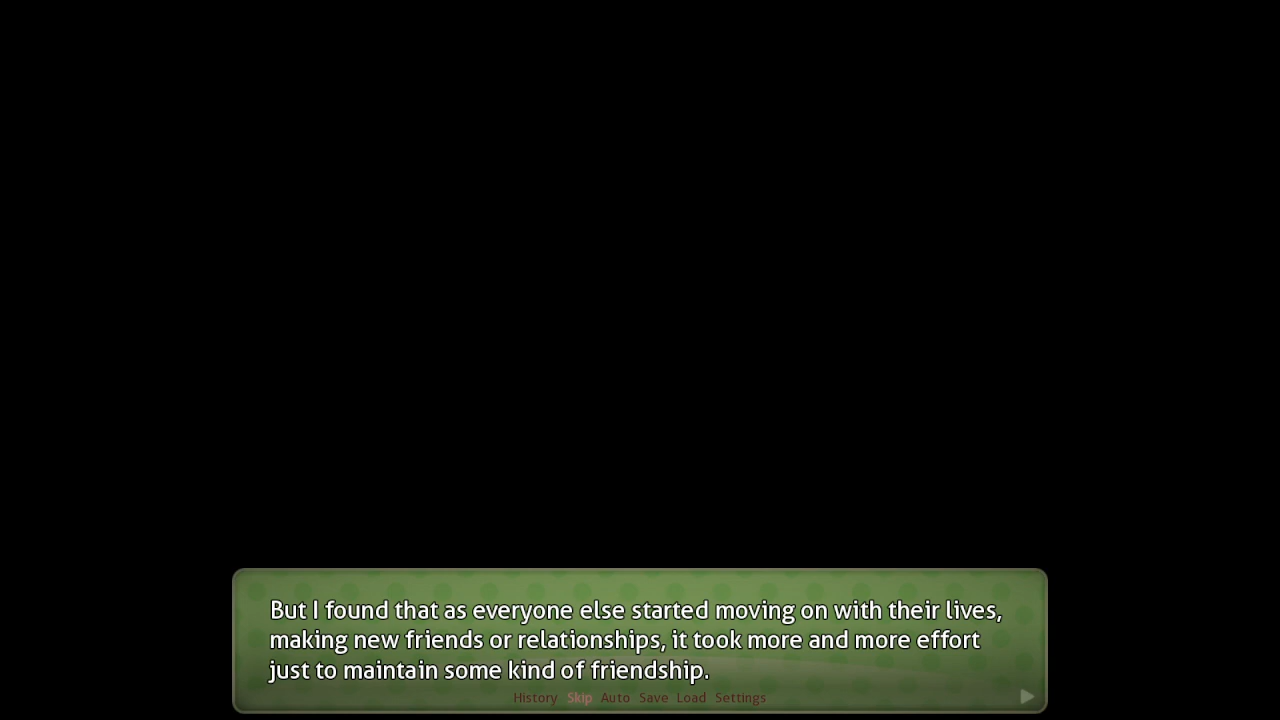 But I found that as everyone else started moving on with their lives,
making new friends or relationships, it took more and more effort
just to maintain some kind of friendship.
History Skip Auto Save Load Settings